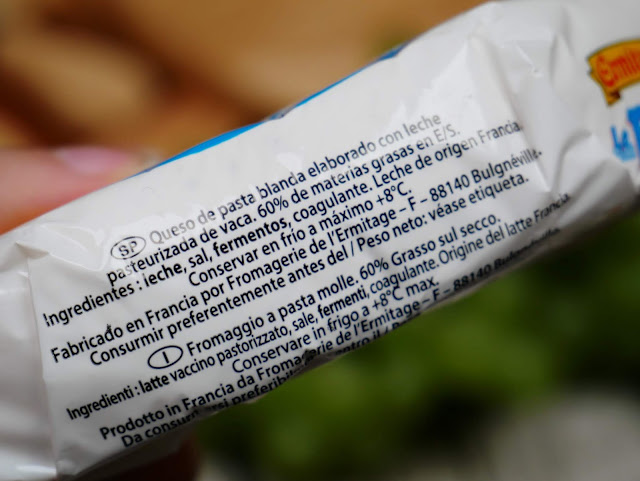 SP Queso de pasta blanda elaborado con leche
pasteurizada de vaca. 60% de materias grasas en E/S.
Ingredientes : leche, sal, fermentos, coagulante. Leche de origen Francia.
Conservar en frío a máximo +8°C.
Fabricado en Francia por Fromagerie de l'Ermitage – F – 88140 Bulgnéville.
Consumir preferentemente antes del / Peso neto: véase etiqueta.
I Fromaggio a pasta molle. 60% Grasso sul secco.
Ingredienti : latte vaccino pastorizzato, sale, fermenti, coagulante. Origine del latte Francia.
Conservare in frigo a +8°C max.
Prodotto in Francia da Fromagerie de l'Ermitage – F – 88140
Da